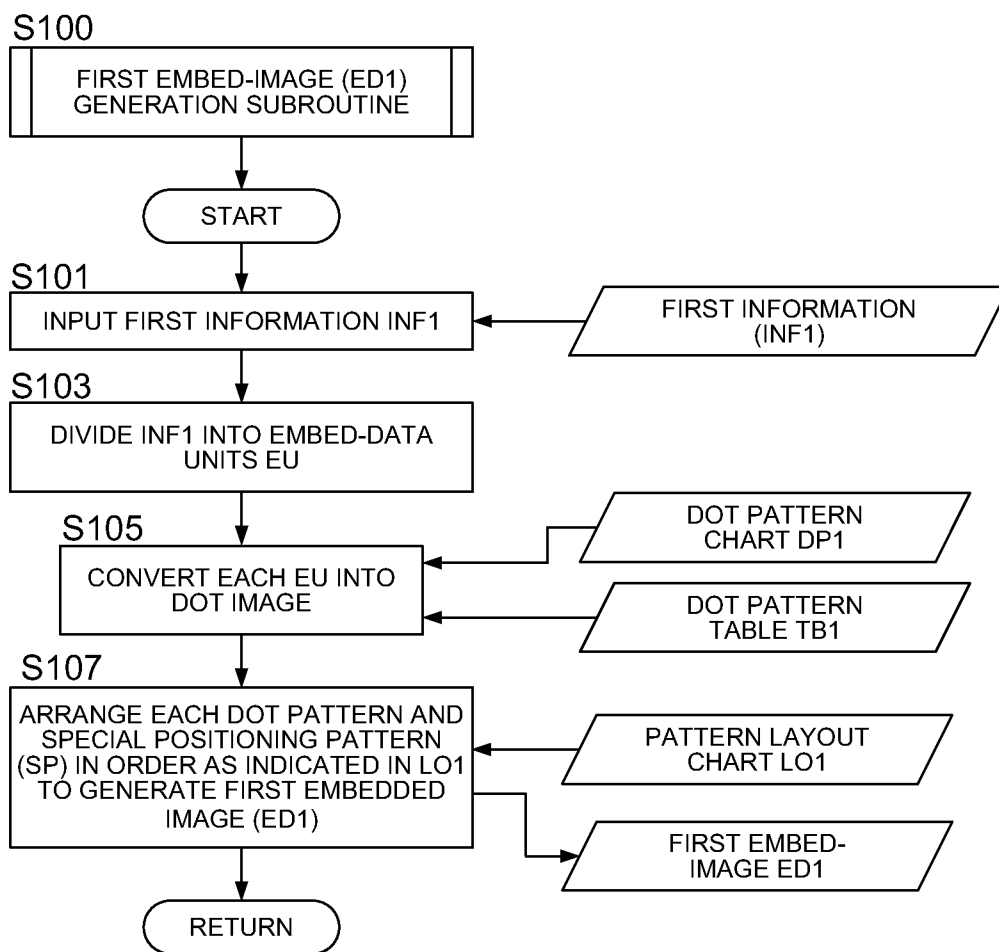 S100
FIRST EMBED-IMAGE (ED1)
GENERATION SUBROUTINE
START
S101
INPUT FIRST INFORMATION INF1
FIRST INFORMATION
(INF1)
S103
DIVIDE INF1 INTO EMBED-DATA
UNITS EU
S105
CONVERT EACH EU INTO
DOT IMAGE
DOT PATTERN
CHART DP1
DOT PATTERN
TABLE TB1
S107
ARRANGE EACH DOT PATTERN AND
SPECIAL POSITIONING PATTERN
(SP) IN ORDER AS INDICATED IN LO1
TO GENERATE FIRST EMBEDDED
IMAGE (ED1)
PATTERN LAYOUT
CHART LO1
FIRST EMBED-
IMAGE ED1
RETURN